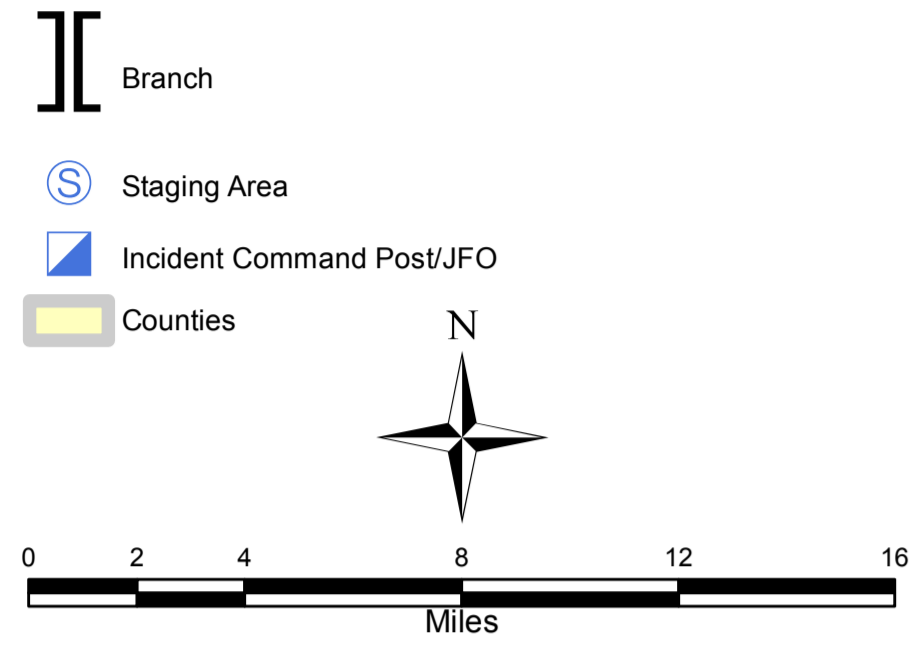 Branch
S
Staging Area
Incident Command Post/JFO
Counties
N
0 2 4 8 12 16
Miles